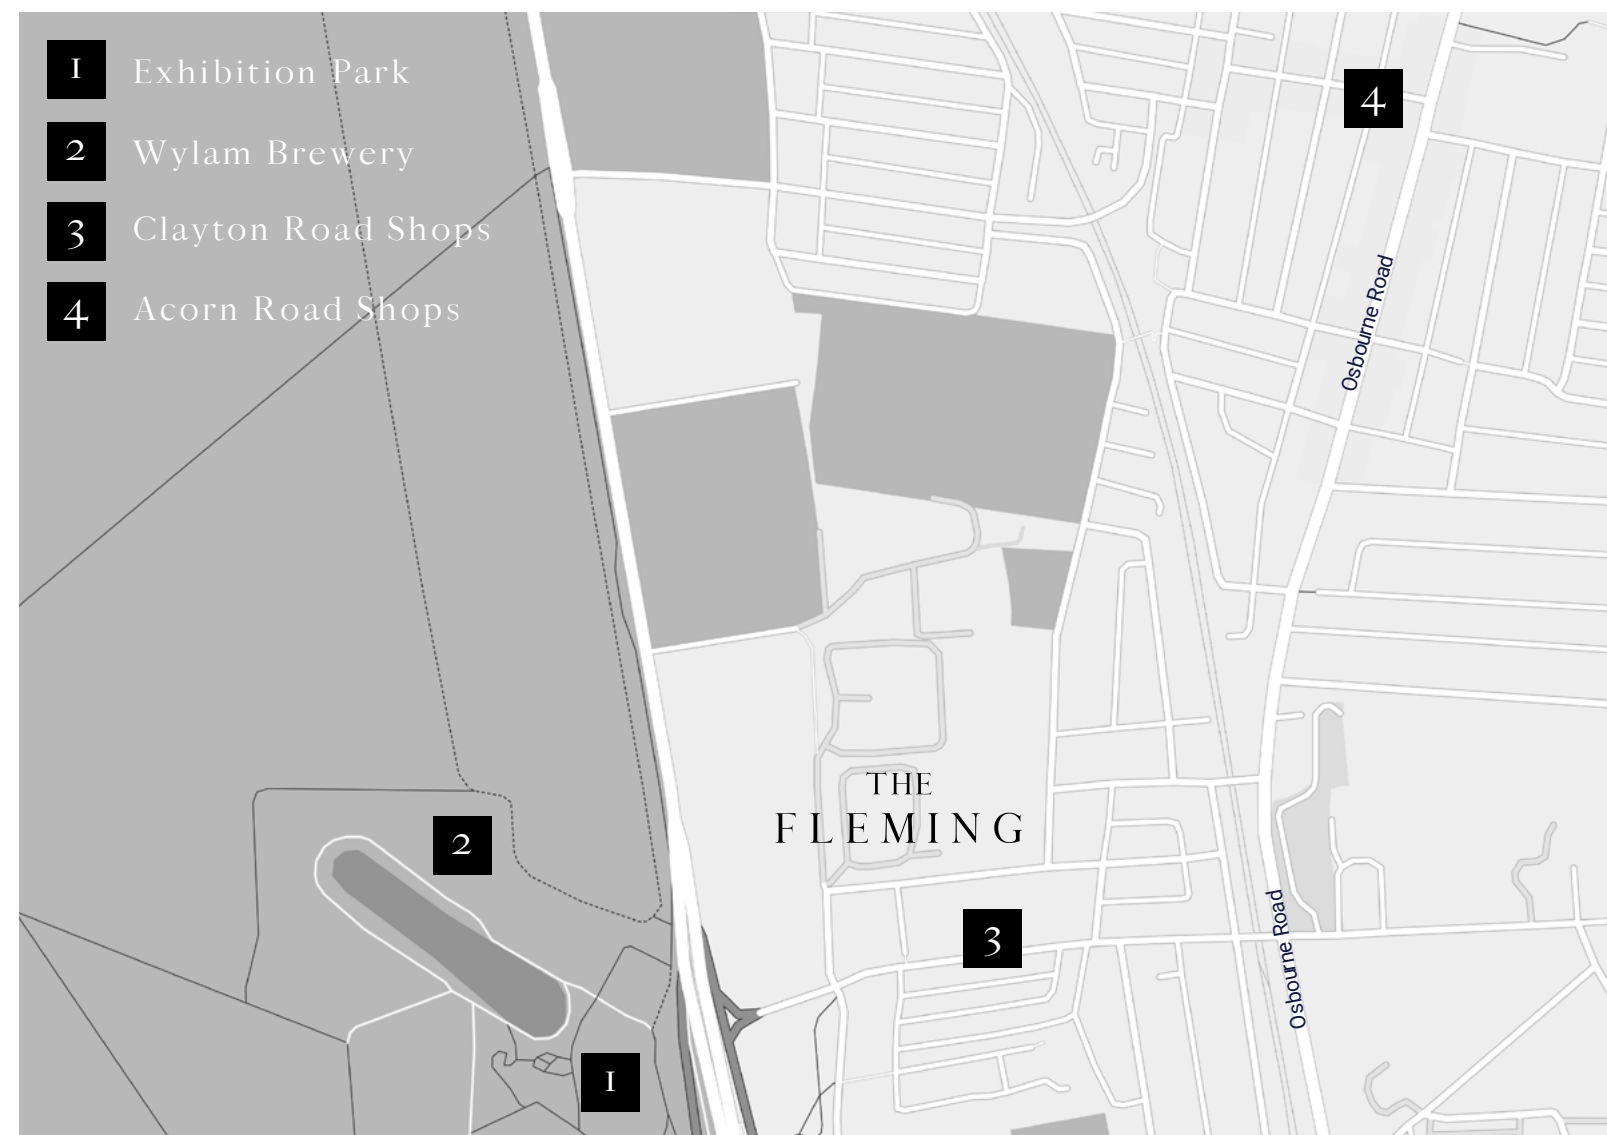 1 Exhibition Park
2 Wylam Brewery
3 Clayton Road Shops
4 Acorn Road Shops
4
Osbourne Road
2
THE
FLEMING
3
Osbourne Road
1